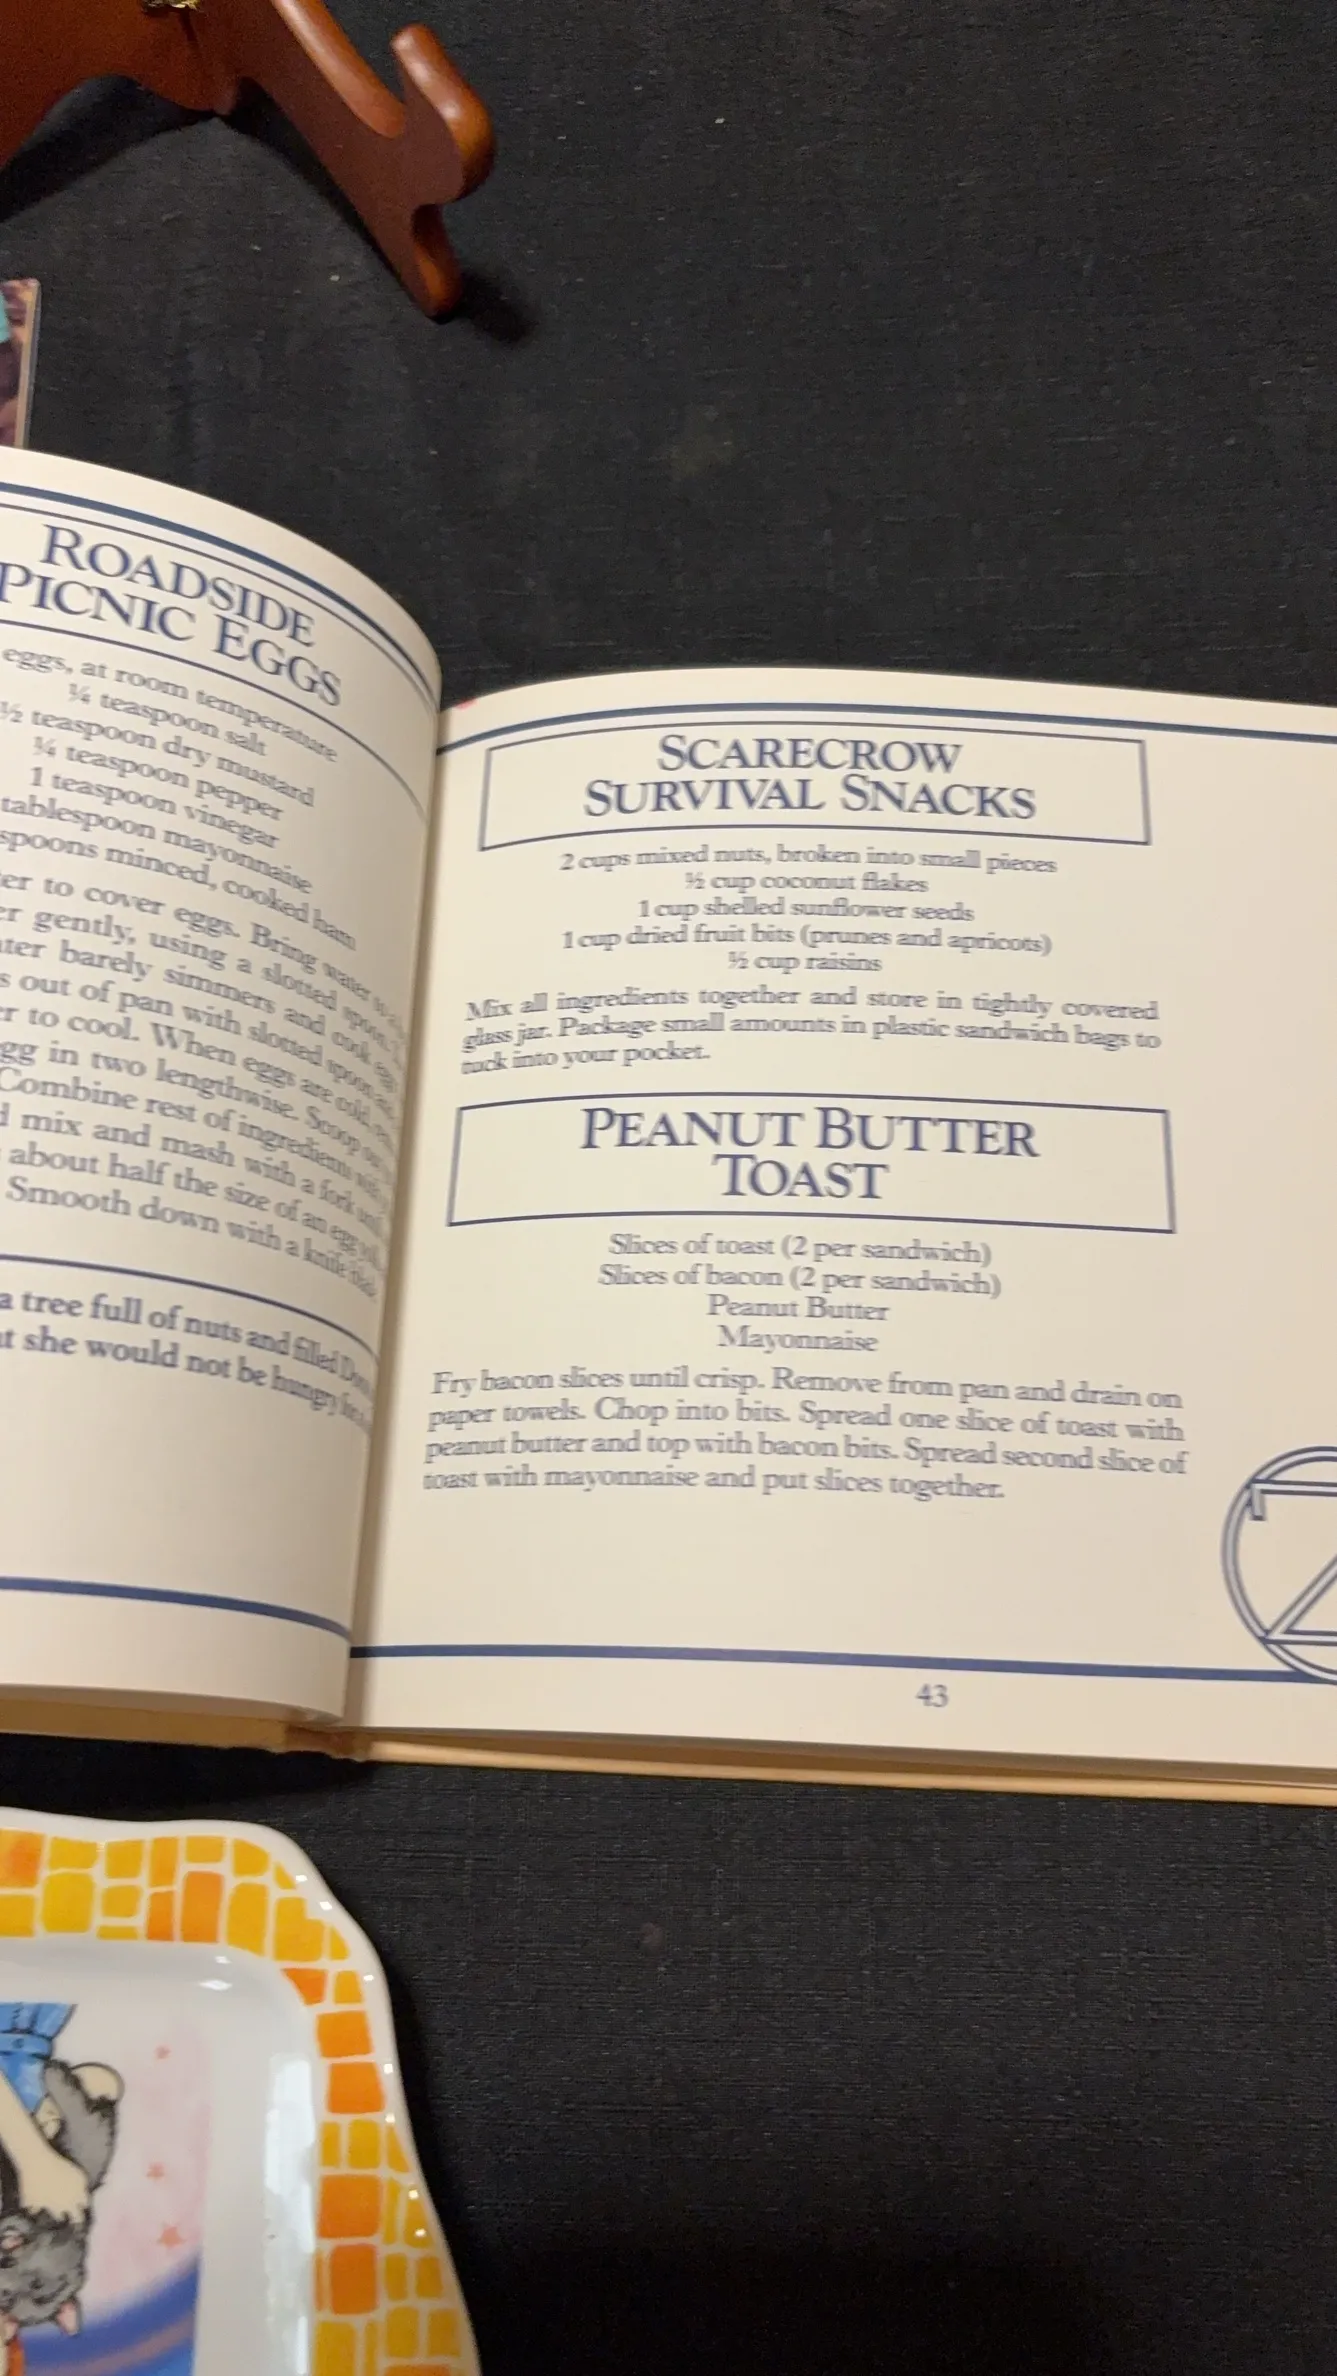 ROADSIDE
PICNIC EGGS
eggs, at room temperature
¼ teaspoon salt
½ teaspoon dry mustard
¼ teaspoon pepper
1 teaspoon vinegar
tablespoon mayonnaise
spoons minced, cooked ham
er to cover eggs. Bring water to
er gently, using a slotted spoon.
ater barely simmers and cook
s out of pan with slotted spoon and
er to cool. When eggs are cold,
gg in two lengthwise. Scoop out
Combine rest of ingredients with
d mix and mash with a fork until
about half the size of an egg
Smooth down with a knife
a tree full of nuts and filled
at she would not be hungry for
SCARECROW
SURVIVAL SNACKS
2 cups mixed nuts, broken into small pieces
½ cup coconut flakes
1 cup shelled sunflower seeds
1 cup dried fruit bits (prunes and apricots)
½ cup raisins
Mix all ingredients together and store in tightly covered
glass jar. Package small amounts in plastic sandwich bags to
tuck into your pocket.
PEANUT BUTTER
TOAST
Slices of toast (2 per sandwich)
Slices of bacon (2 per sandwich)
Peanut Butter
Mayonnaise
Fry bacon slices until crisp. Remove from pan and drain on
paper towels. Chop into bits. Spread one slice of toast with
peanut butter and top with bacon bits. Spread second slice of
toast with mayonnaise and put slices together.
43